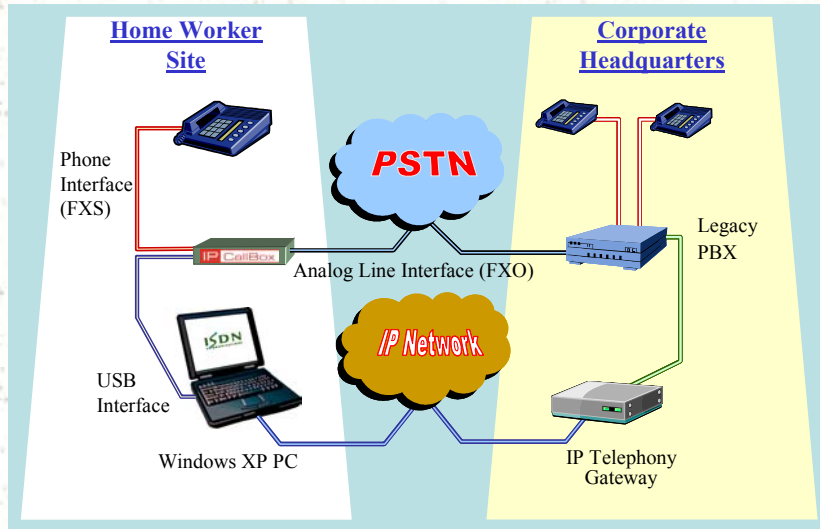 Home Worker
Site
Corporate
Headquarters
Phone
Interface
(FXS)
PSTN
Legacy
PBX
IP CallBox
Analog Line Interface (FXO)
ISDN
IP Network
USB
Interface
Windows XP PC
IP Telephony
Gateway